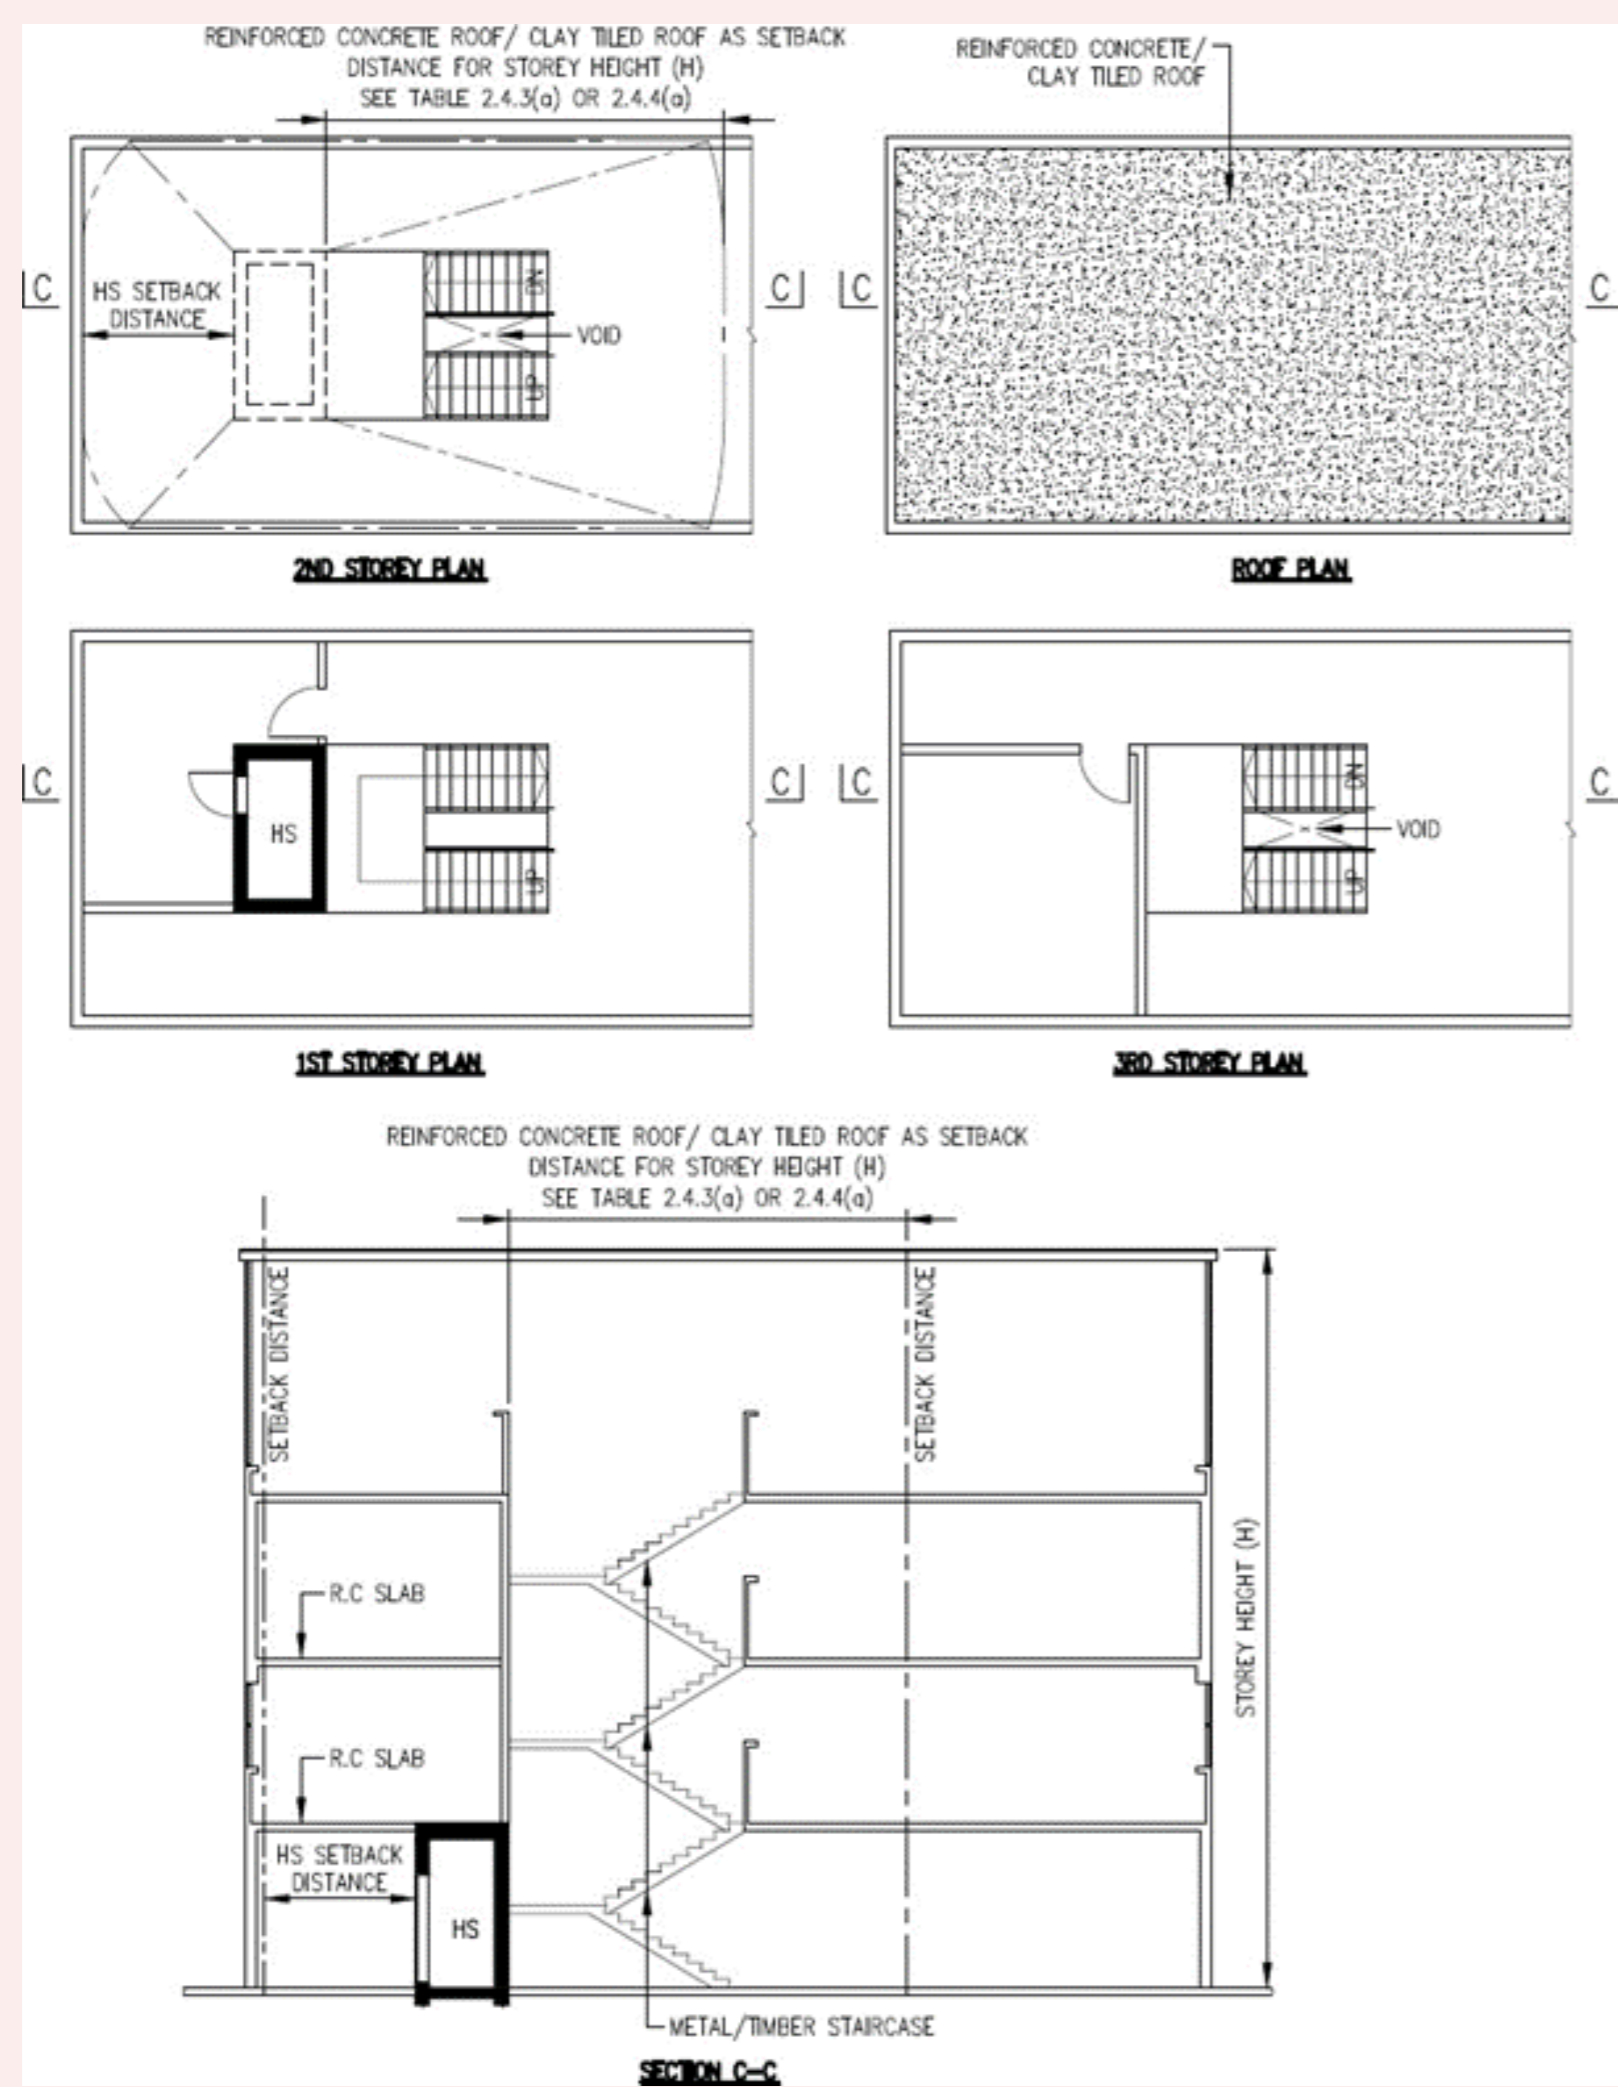 REINFORCED CONCRETE ROOF/ CLAY TILED ROOF AS SETBACK
DISTANCE FOR STOREY HEIGHT (H)
SEE TABLE 2.4.3(a) OR 2.4.4(a)
REINFORCED CONCRETE/
CLAY TILED ROOF
C
HS SETBACK
DISTANCE
DN
VOID
UP
C
C
C
2ND STOREY PLAN
ROOF PLAN
C
HS
UP
C
C
DN
VOID
UP
C
1ST STOREY PLAN
3RD STOREY PLAN
REINFORCED CONCRETE ROOF/ CLAY TILED ROOF AS SETBACK
DISTANCE FOR STOREY HEIGHT (H)
SEE TABLE 2.4.3(a) OR 2.4.4(a)
SETBACK DISTANCE
SETBACK DISTANCE
STOREY HEIGHT (H)
R.C SLAB
R.C SLAB
HS SETBACK
DISTANCE
HS
METAL/TIMBER STAIRCASE
SECTION C-C